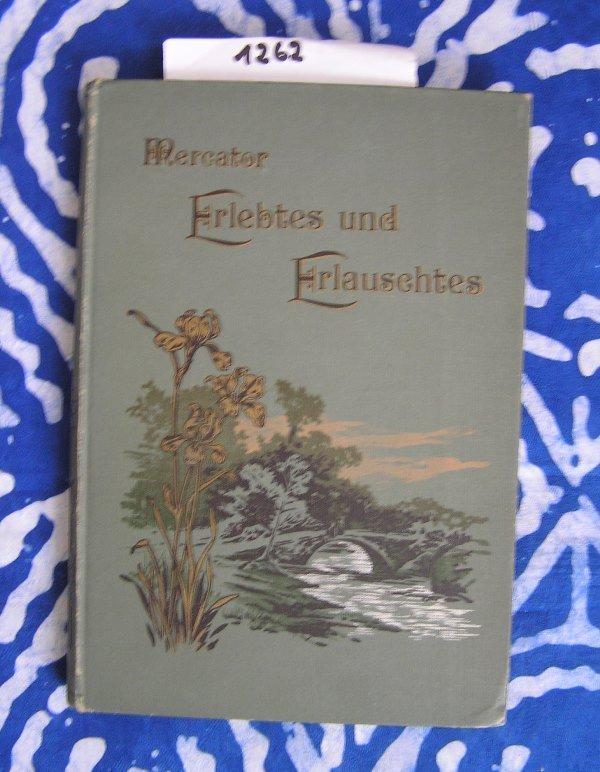 1262
Mercator
Erlebtes und
Erlauschtes